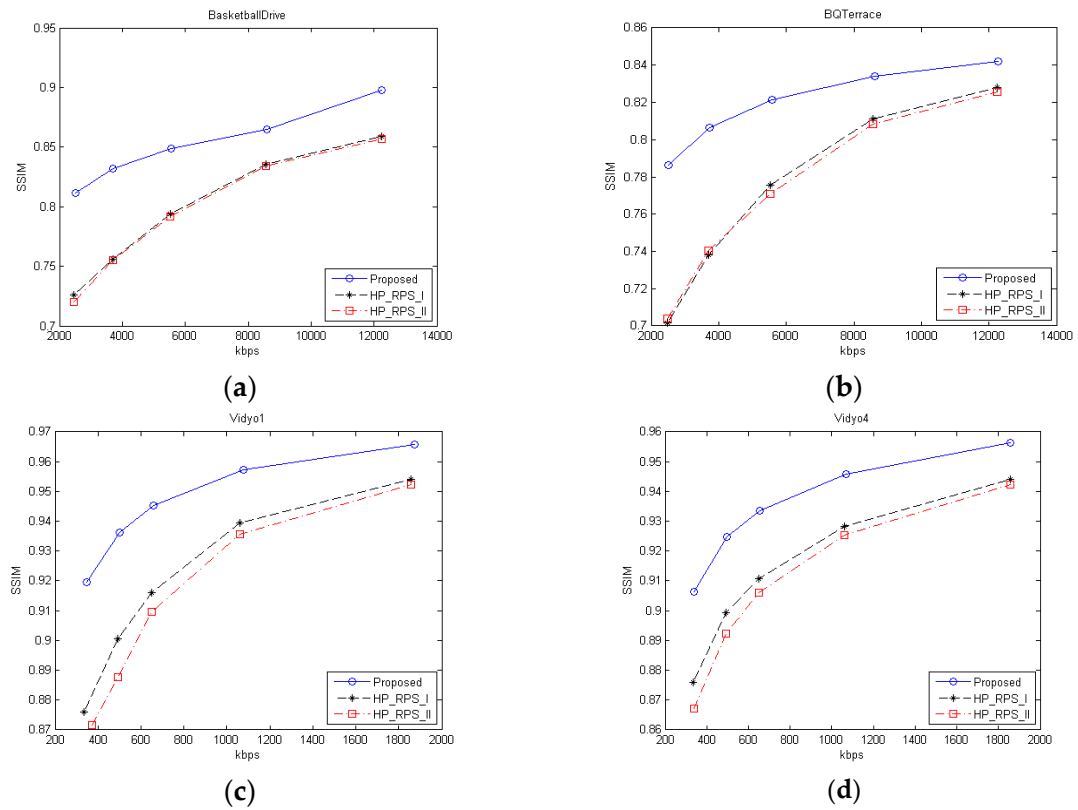 BasketballDrive
0.95
0.9
0.85
0.8
0.75
0.7
SSIM
2000 4000 6000 8000 10000 12000 14000
kbps
Proposed
HP_RPS_I
HP_RPS_II
(a)
BQTerrace
0.86
0.84
0.82
0.8
0.78
0.76
0.74
0.72
0.7
SSIM
2000 4000 6000 8000 10000 12000 14000
kbps
Proposed
HP_RPS_I
HP_RPS_II
(b)
Vidyo1
0.97
0.96
0.95
0.94
0.93
0.92
0.91
0.9
0.89
0.88
0.87
SSIM
200 400 600 800 1000 1200 1400 1600 1800 2000
kbps
Proposed
HP_RPS_I
HP_RPS_II
(c)
Vidyo4
0.96
0.95
0.94
0.93
0.92
0.91
0.9
0.89
0.88
0.87
0.86
SSIM
200 400 600 800 1000 1200 1400 1600 1800 2000
kbps
Proposed
HP_RPS_I
HP_RPS_II
(d)